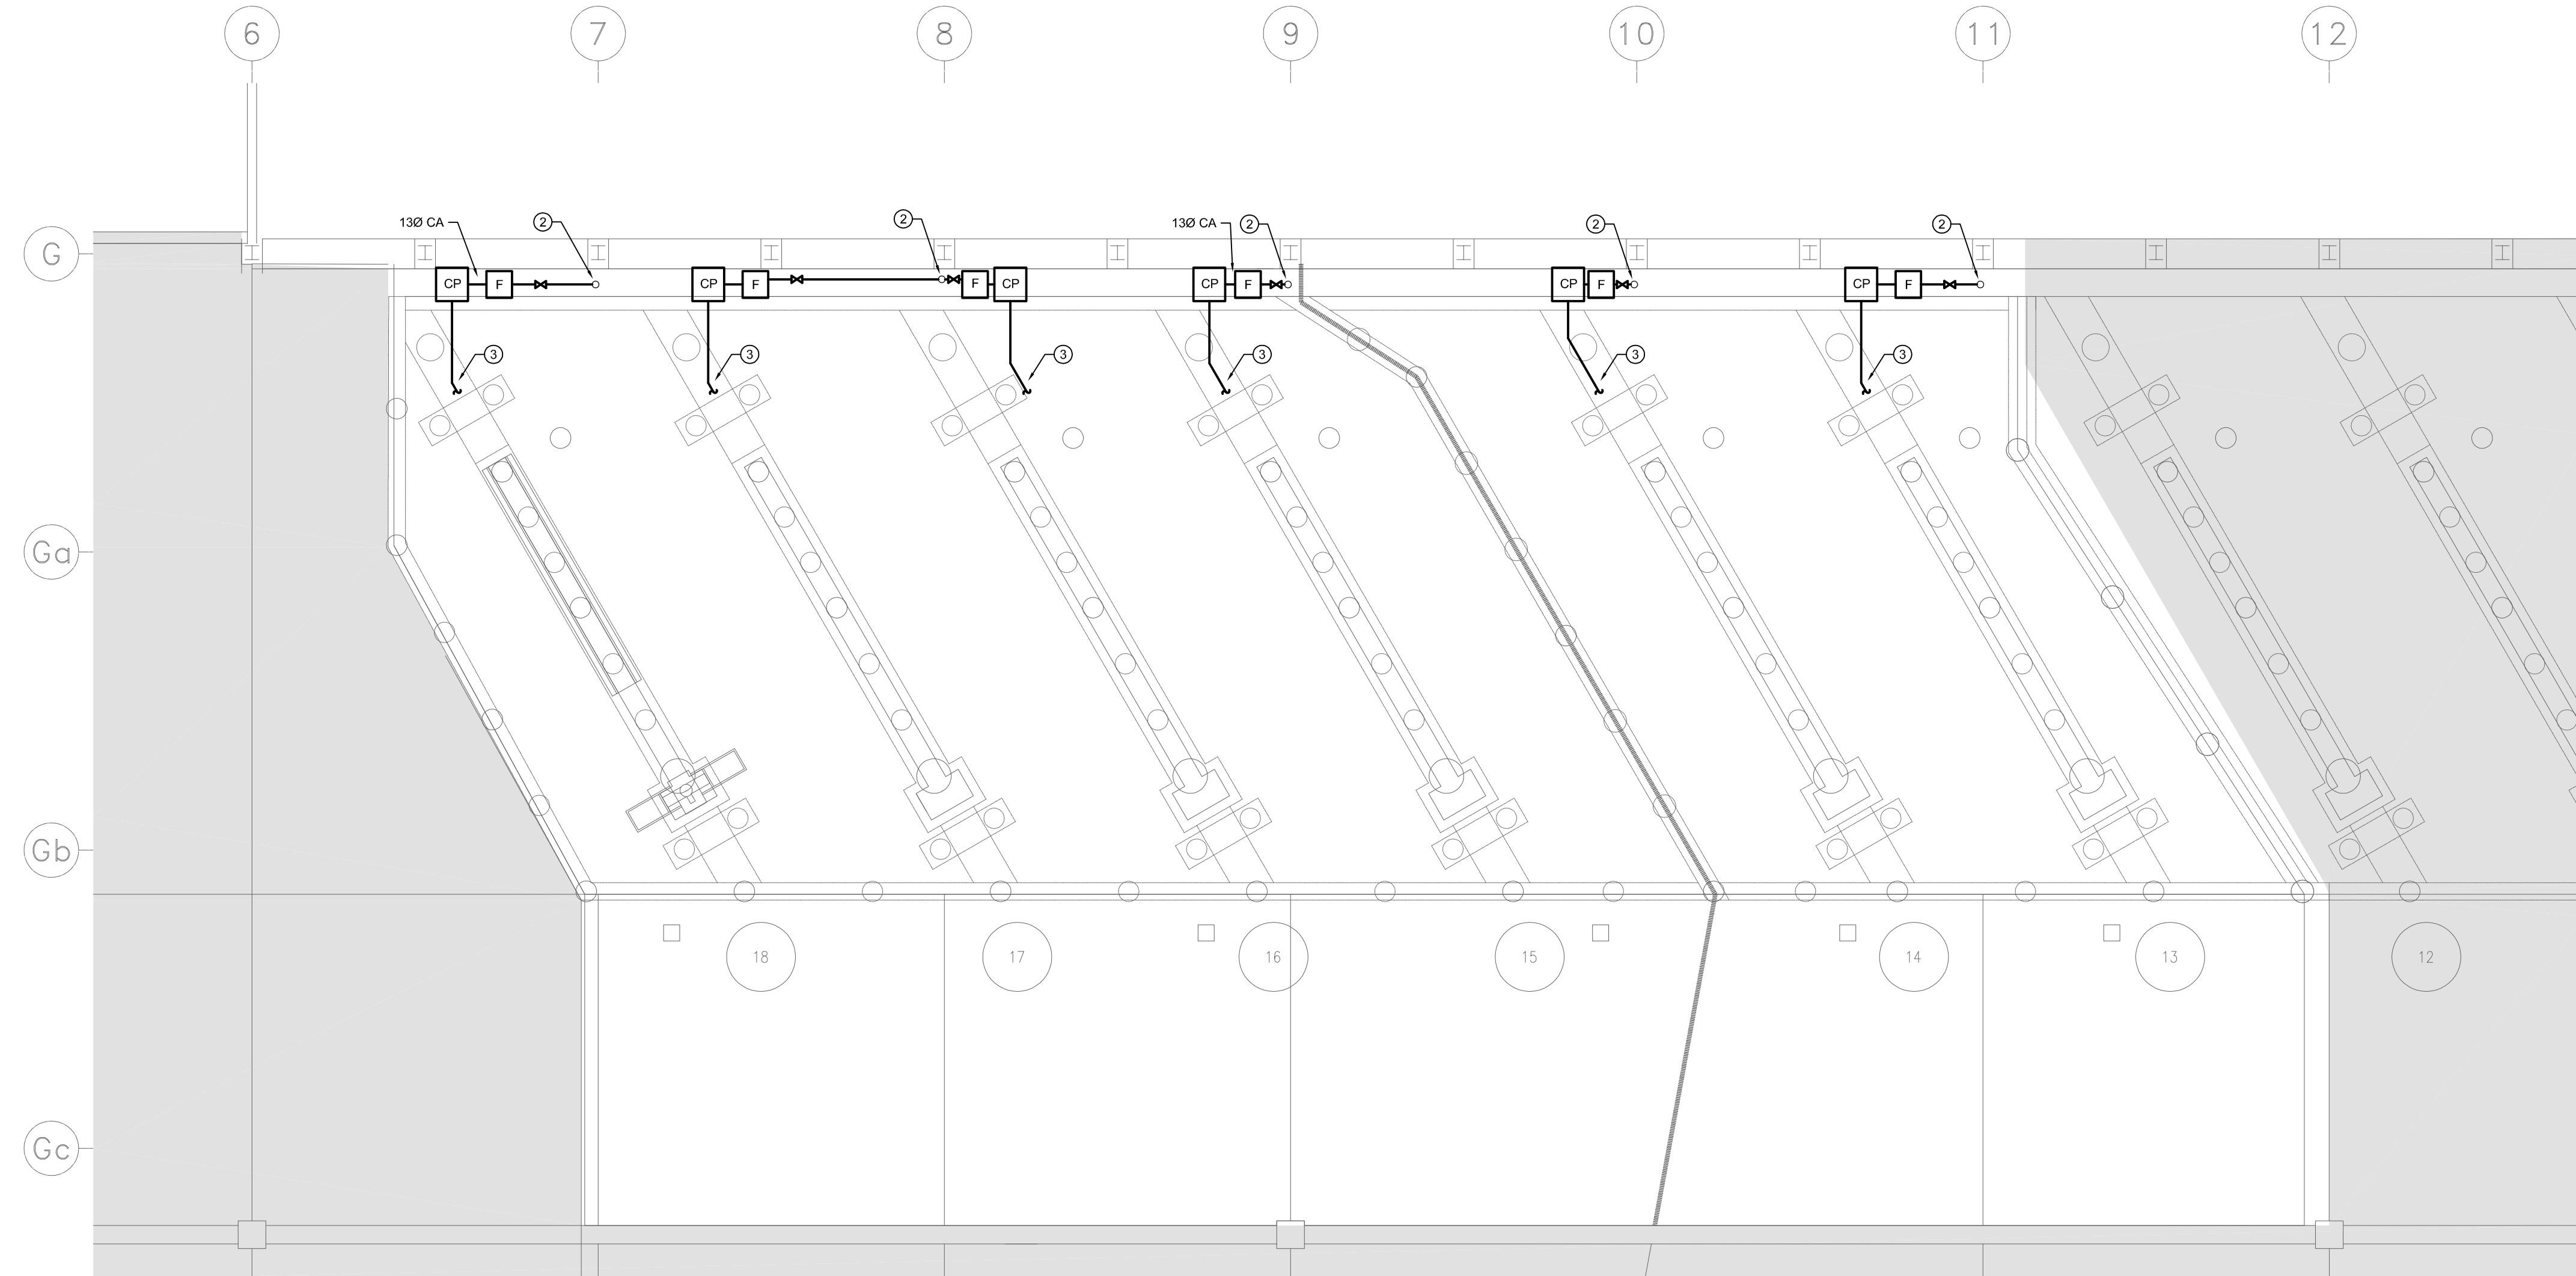 6 7 8 9 10 11 12
13Ø CA 2 2 13Ø CA 2 2 2
G
CP F CP F F CP CP F CP F CP F
3 3 3 3 3 3
Ga
Gb
18 17 16 15 14 13 12
Gc